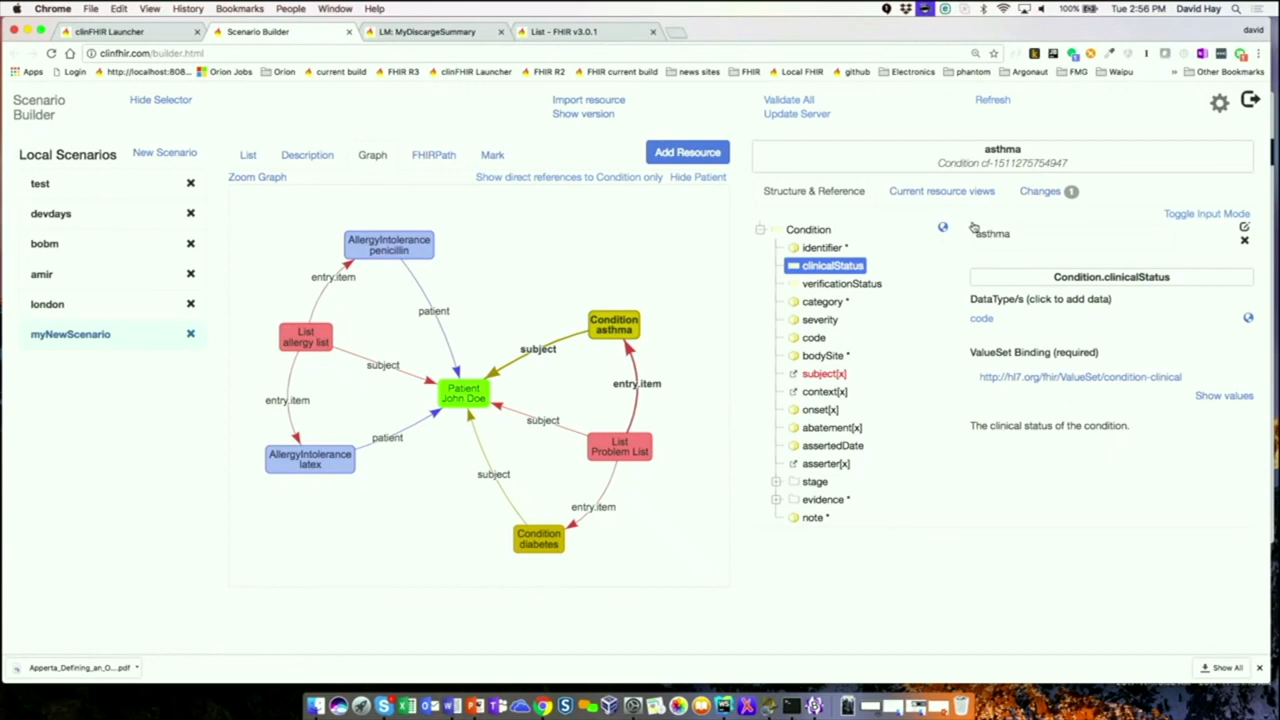 Chrome File Edit View History Bookmarks People Window Help 100% Tue 2:56 PM David Hay
clinFHIR Launcher Scenario Builder LM: MyDiscargeSummary List - FHIR v3.0.1 david
clinfhir.com/builder.html
Apps Login http://localhost:808... Orion Jobs Orion current build FHIR R3 clinFHIR Launcher FHIR R2 FHIR current build news sites FHIR Local FHIR github Electronics phantom Argonaut FMG Waipu » Other Bookmarks
Scenario
Builder
Hide Selector
Import resource
Show version
Validate All
Update Server
Refresh
Local Scenarios New Scenario
test
devdays
bobm
amir
london
myNewScenario
List Description Graph FHIRPath Mark Add Resource
Zoom Graph Show direct references to Condition only Hide Patient
AllergyIntolerance
penicillin
entry.item
patient
List
allergy list
subject
Condition
asthma
subject
entry.item
Patient
John Doe
entry.item
patient
subject
List
Problem List
AllergyIntolerance
latex
subject
entry.item
Condition
diabetes
asthma
Condition cf-1511275754947
Structure & Reference Current resource views Changes 1
Toggle Input Mode
Condition
identifier *
clinicalStatus
verificationStatus
category *
severity
code
bodySite *
subject[x]
context[x]
onset[x]
abatement[x]
assertedDate
asserter[x]
stage
evidence *
note *
asthma
Condition.clinicalStatus
DataType/s (click to add data)
code
ValueSet Binding (required)
http://hl7.org/fhir/ValueSet/condition-clinical
Show values
The clinical status of the condition.
Apperta_Defining_an_O....pdf Show All